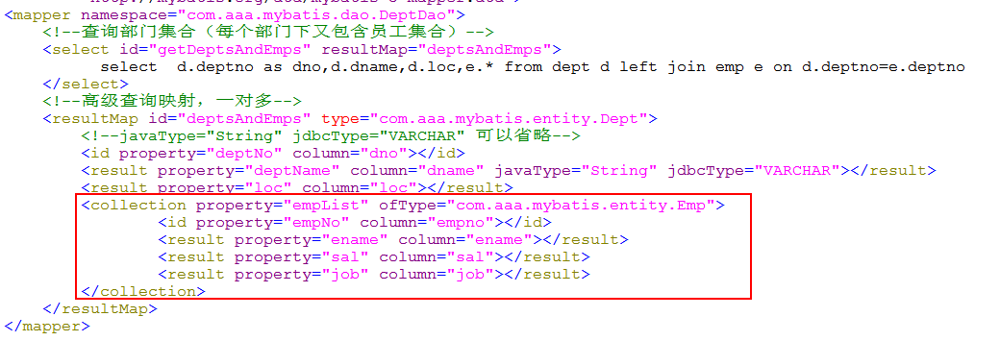 <mapper namespace="com.aaa.mybatis.dao.DeptDao">
<!--查询部门集合（每个部门下又包含员工集合）-->
<select id="getDeptsAndEmps" resultMap="deptsAndEmps">
select  d.deptno as dno,d.dname,d.loc,e.* from dept d left join emp e on d.deptno=e.deptno
</select>
<!--高级查询映射，一对多-->
<resultMap id="deptsAndEmps" type="com.aaa.mybatis.entity.Dept">
<!--javaType="String" jdbcType="VARCHAR" 可以省略-->
<id property="deptNo" column="dno"></id>
<result property="deptName" column="dname" javaType="String" jdbcType="VARCHAR"></result>
<result property="loc" column="loc"></result>
<collection property="empList" ofType="com.aaa.mybatis.entity.Emp">
<id property="empNo" column="empno"></id>
<result property="ename" column="ename"></result>
<result property="sal" column="sal"></result>
<result property="job" column="job"></result>
</collection>
</resultMap>
</mapper>